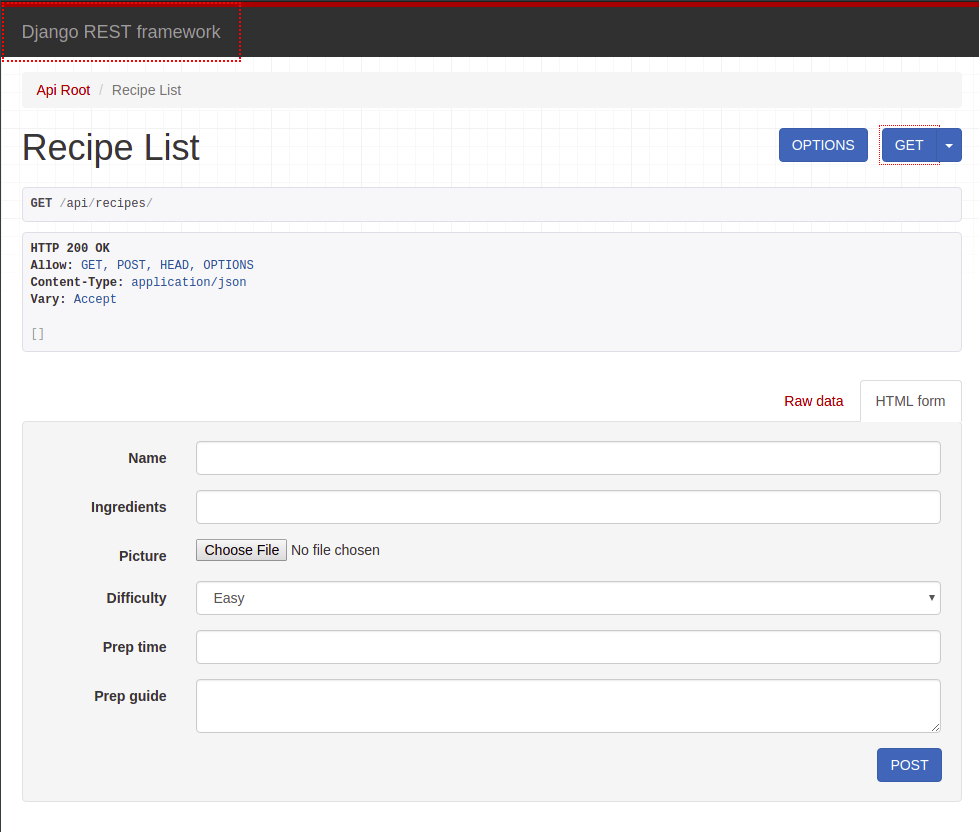 Django REST framework
Api Root / Recipe List
Recipe List
OPTIONS
GET
GET /api/recipes/
HTTP 200 OK
Allow: GET, POST, HEAD, OPTIONS
Content-Type: application/json
Vary: Accept
[]
Raw data
HTML form
Name
Ingredients
Picture
Choose File No file chosen
Difficulty
Easy
Prep time
Prep guide
POST